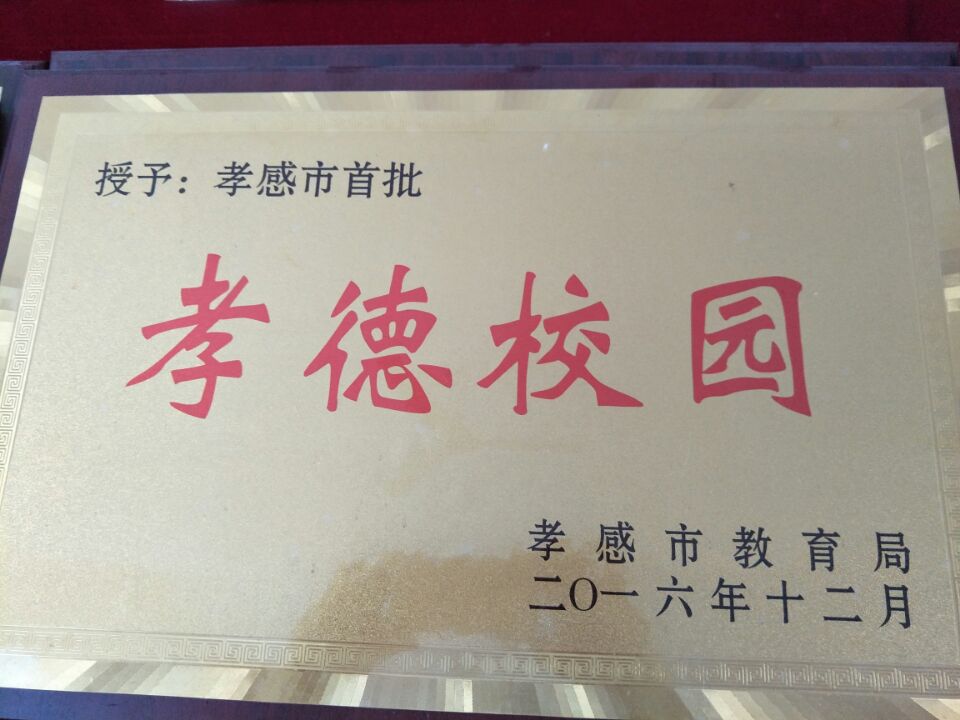 授予：孝感市首批
孝德校园
孝感市教育局
二〇一六年十二月